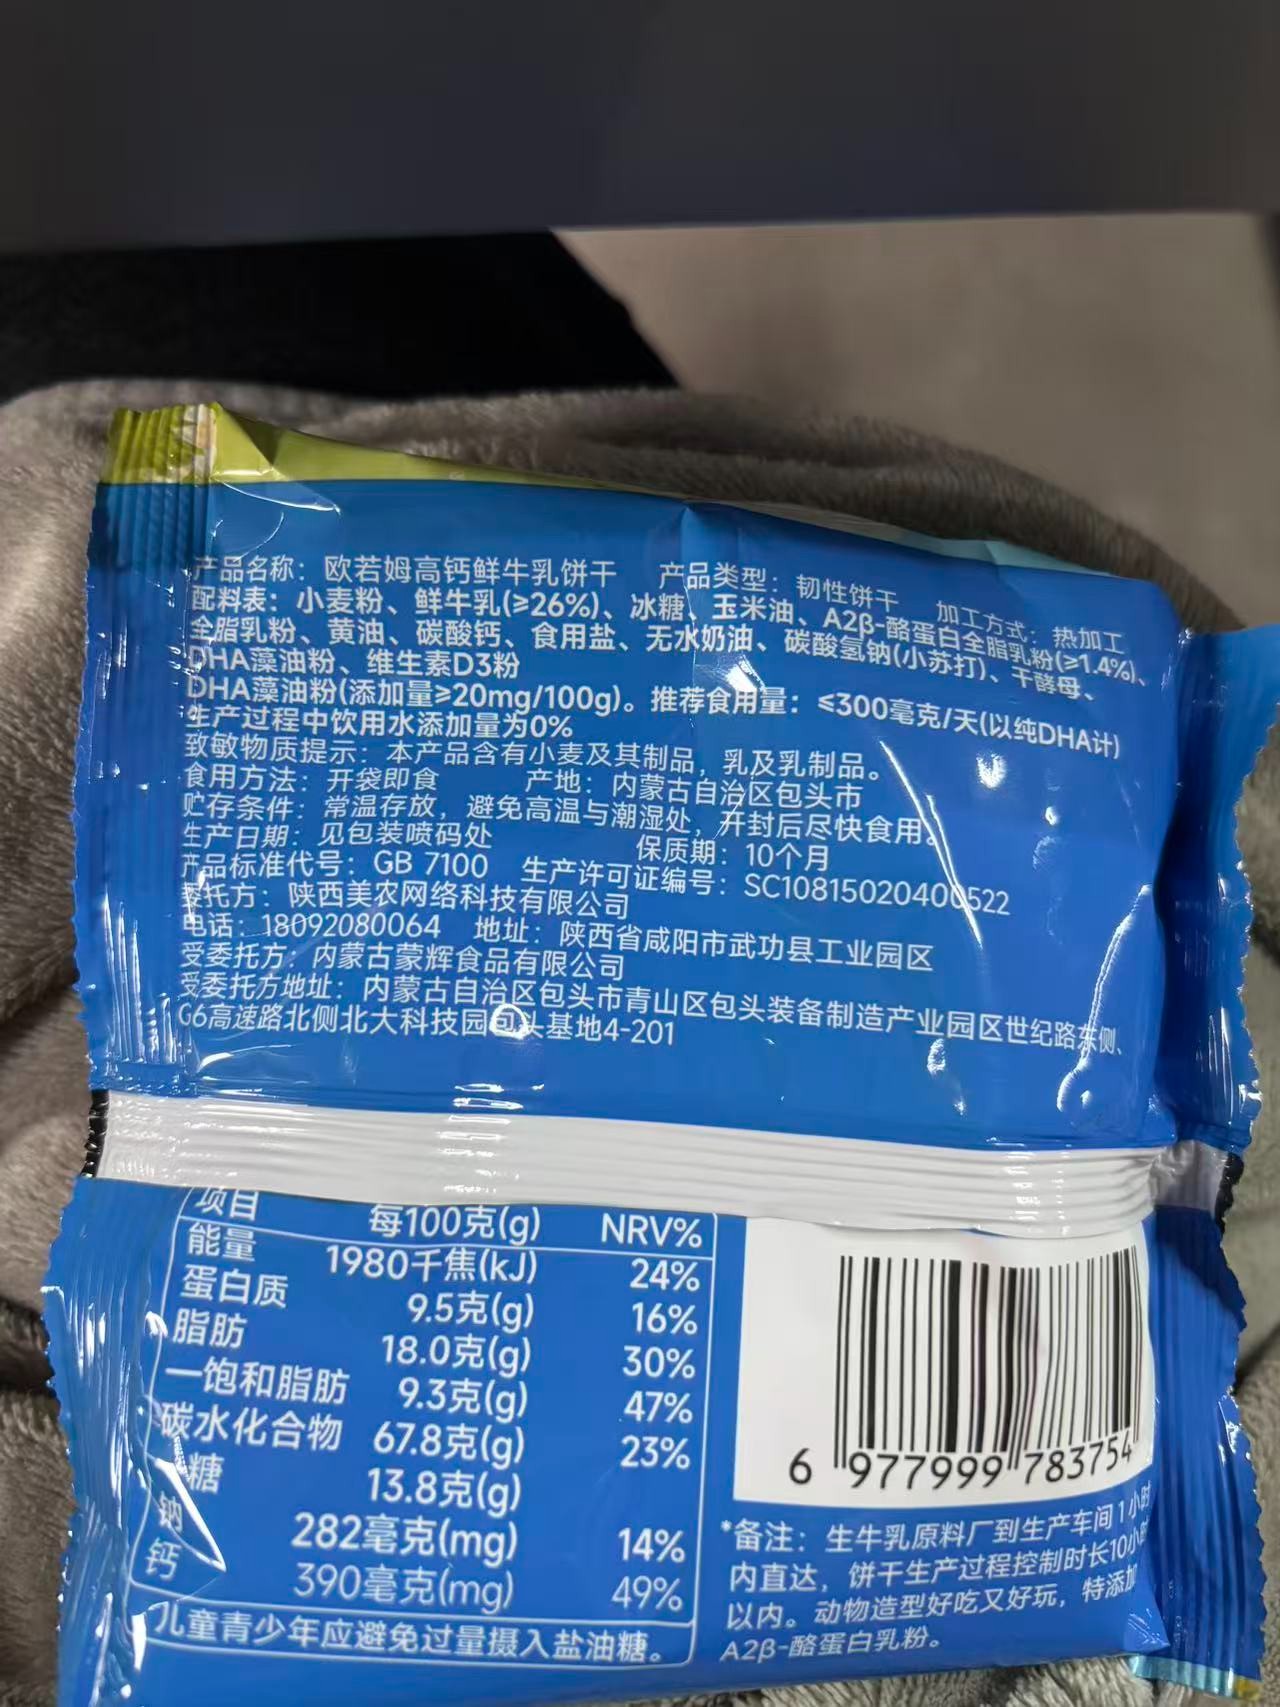 产品名称：欧若姆高钙鲜牛乳饼干 产品类型：韧性饼干 加工方式：热加工
配料表：小麦粉、鲜牛乳(≥26%)、冰糖、玉米油、A2β-酪蛋白全脂乳粉(≥1.4%)、
全脂乳粉、黄油、碳酸钙、食用盐、无水奶油、碳酸氢钠(小苏打)、干酵母、
DHA藻油粉、维生素D3粉
DHA藻油粉(添加量≥20mg/100g)。推荐食用量：≤300毫克/天(以纯DHA计)
生产过程中饮用水添加量为0%
致敏物质提示：本产品含有小麦及其制品，乳及乳制品。
食用方法：开袋即食 产地：内蒙古自治区包头市
贮存条件：常温存放，避免高温与潮湿处，开封后尽快食用。
生产日期：见包装喷码处 保质期：10个月
产品标准代号：GB 7100 生产许可证编号：SC10815020400522
委托方：陕西美农网络科技有限公司
电话：18092080064 地址：陕西省咸阳市武功县工业园区
受委托方：内蒙古蒙辉食品有限公司
受委托方地址：内蒙古自治区包头市青山区包头装备制造产业园区世纪路东侧、
G6高速路北侧北大科技园包头基地4-201
项目 每100克(g) NRV%
能量 1980千焦(kJ) 24%
蛋白质 9.5克(g) 16%
脂肪 18.0克(g) 30%
—饱和脂肪 9.3克(g) 47%
碳水化合物 67.8克(g) 23%
糖 13.8克(g)
钠 282毫克(mg) 14%
钙 390毫克(mg) 49%
儿童青少年应避免过量摄入盐油糖。
6 977999 783754
*备注：生牛乳原料厂到生产车间1小时
内直达，饼干生产过程控制时长10小时
以内。动物造型好吃又好玩，特添加
A2β-酪蛋白乳粉。